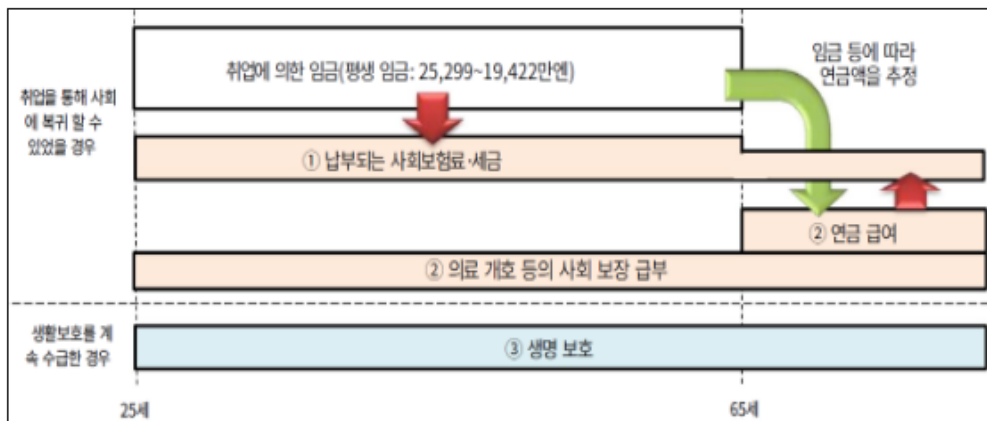 취업에 의한 임금(평생 임금: 25,299~19,422만엔)
임금 등에 따라
연금액을 추정
취업을 통해 사회
에 복귀 할 수
있었을 경우
① 납부되는 사회보험료·세금
② 연금 급여
② 의료 개호 등의 사회 보장 급부
생활보호를 계
속 수급한 경우
③ 생명 보호
25세
65세